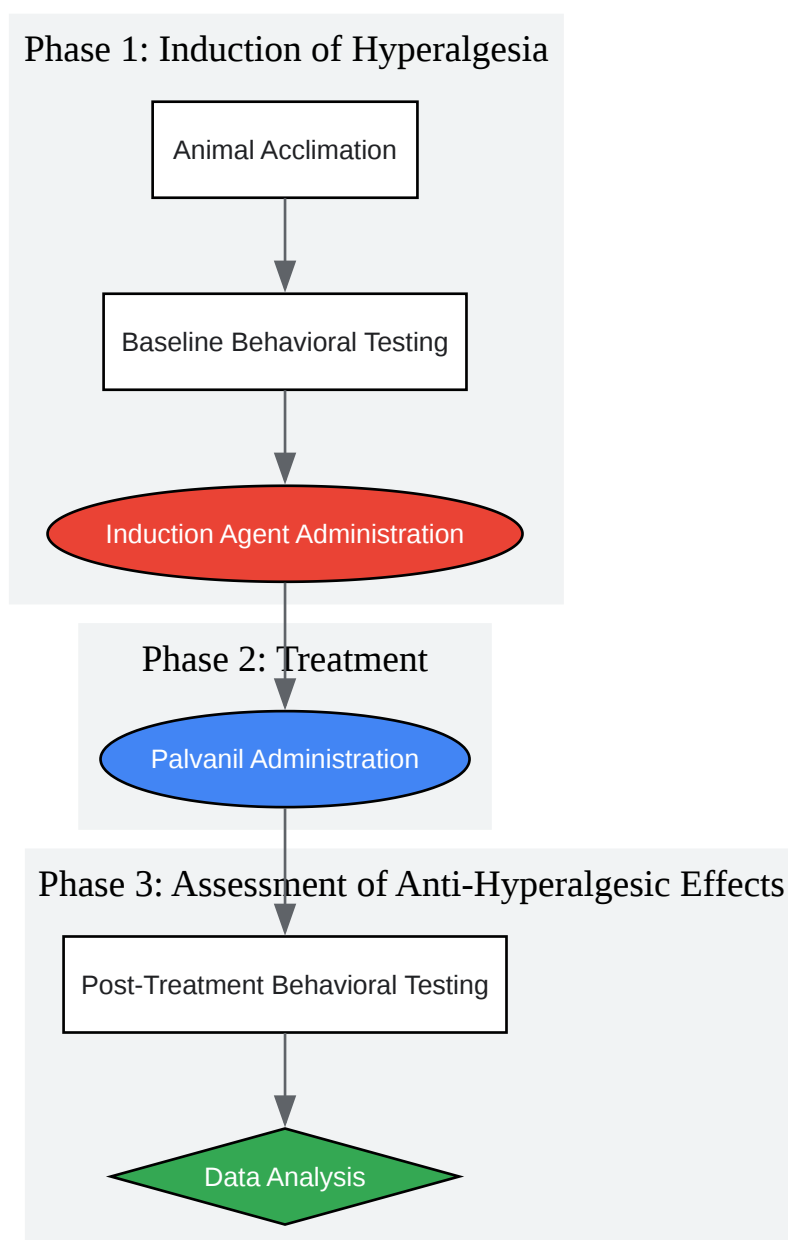 Phase 1: Induction of Hyperalgesia
Animal Acclimation
Baseline Behavioral Testing
Induction Agent Administration
Phase 2: Treatment
Palvanil Administration
Phase 3: Assessment of Anti-Hyperalgesic Effects
Post-Treatment Behavioral Testing
Data Analysis